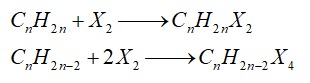 CₙH₂ₙ + X₂ ⟶ CₙH₂ₙX₂
CₙH₂ₙ₋₂ + 2X₂ ⟶ CₙH₂ₙ₋₂X₄